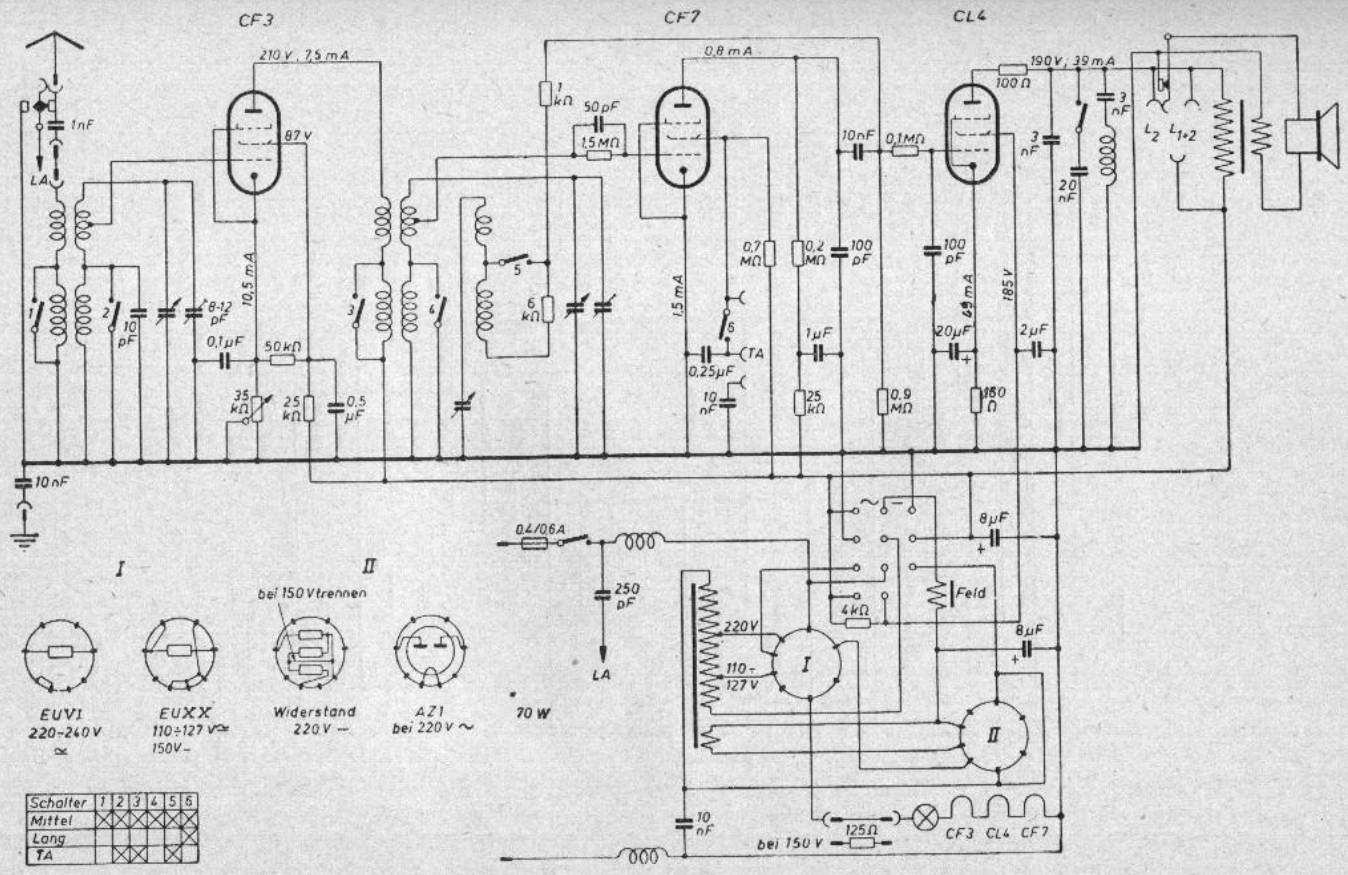 CF3
CF7
CL4
210 V, 7,5 mA
0,8 mA
190 V, 39 mA
100 Ω
1 kΩ
50 pF
1,5 MΩ
87 V
1 nF
LA
10 nF
0,1 MΩ
3 nF
20 nF
3 nF
L2
L1+2
10,5 mA
1,5 mA
49 mA
185 V
0,7 MΩ
0,2 MΩ
100 pF
100 pF
1
2
3
4
5
6
6 kΩ
10 pF
8-12 pF
0,1 µF
50 kΩ
35 kΩ
25 kΩ
0,5 µF
0,25 µF
TA
10 nF
1 µF
25 kΩ
0,9 MΩ
20 µF
+
160 Ω
2 µF
10 nF
~
–
0,4/0,6A
250 pF
LA
8 µF
+
Feld
4 kΩ
8 µF
+
220 V
110 ÷ 127 V
I
II
I
II
bei 150 V trennen
EUVI
220÷240 V
≂
EUXX
110÷127 V ≂
150 V –
Widerstand
220 V –
AZ1
bei 220 V ~
70 W
10 nF
125 Ω
bei 150 V
CF3 CL4 CF7
Schalter 1 2 3 4 5 6
Mittel
Lang
TA